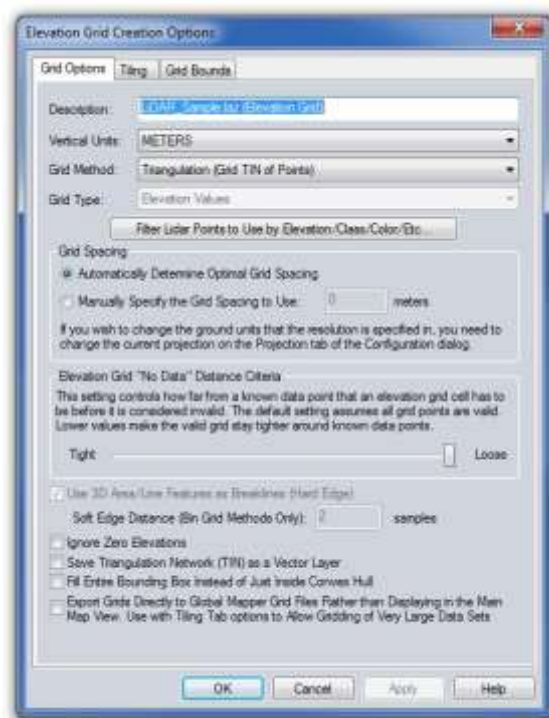 Elevation Grid Creation Options
Grid Options Tiling Grid Bounds
Description: LiDAR_Sample.laz (Elevation Grid)
Vertical Units: METERS
Grid Method: Triangulation (Grid TIN of Points)
Grid Type: Elevation Values
Filter Lidar Points to Use by Elevation/Class/Color/Etc...
Grid Spacing
Automatically Determine Optimal Grid Spacing
Manually Specify the Grid Spacing to Use: 0 meters
If you wish to change the ground units that the resolution is specified in, you need to
change the current projection on the Projection tab of the Configuration dialog.
Elevation Grid "No Data" Distance Criteria
This setting controls how far from a known data point that an elevation grid cell has to
be before it is considered invalid. The default setting assumes all grid points are valid.
Lower values make the valid grid stay tighter around known data points.
Tight Loose
Use 3D Area/Line Features as Breaklines (Hard Edge)
Soft Edge Distance (Bin Grid Methods Only): 2 samples
Ignore Zero Elevations
Save Triangulation Network (TIN) as a Vector Layer
Fill Entire Bounding Box Instead of Just Inside Convex Hull
Export Grids Directly to Global Mapper Grid Files Rather than Displaying in the Main
Map View. Use with Tiling Tab options to Allow Gridding of Very Large Data Sets
OK Cancel Apply Help